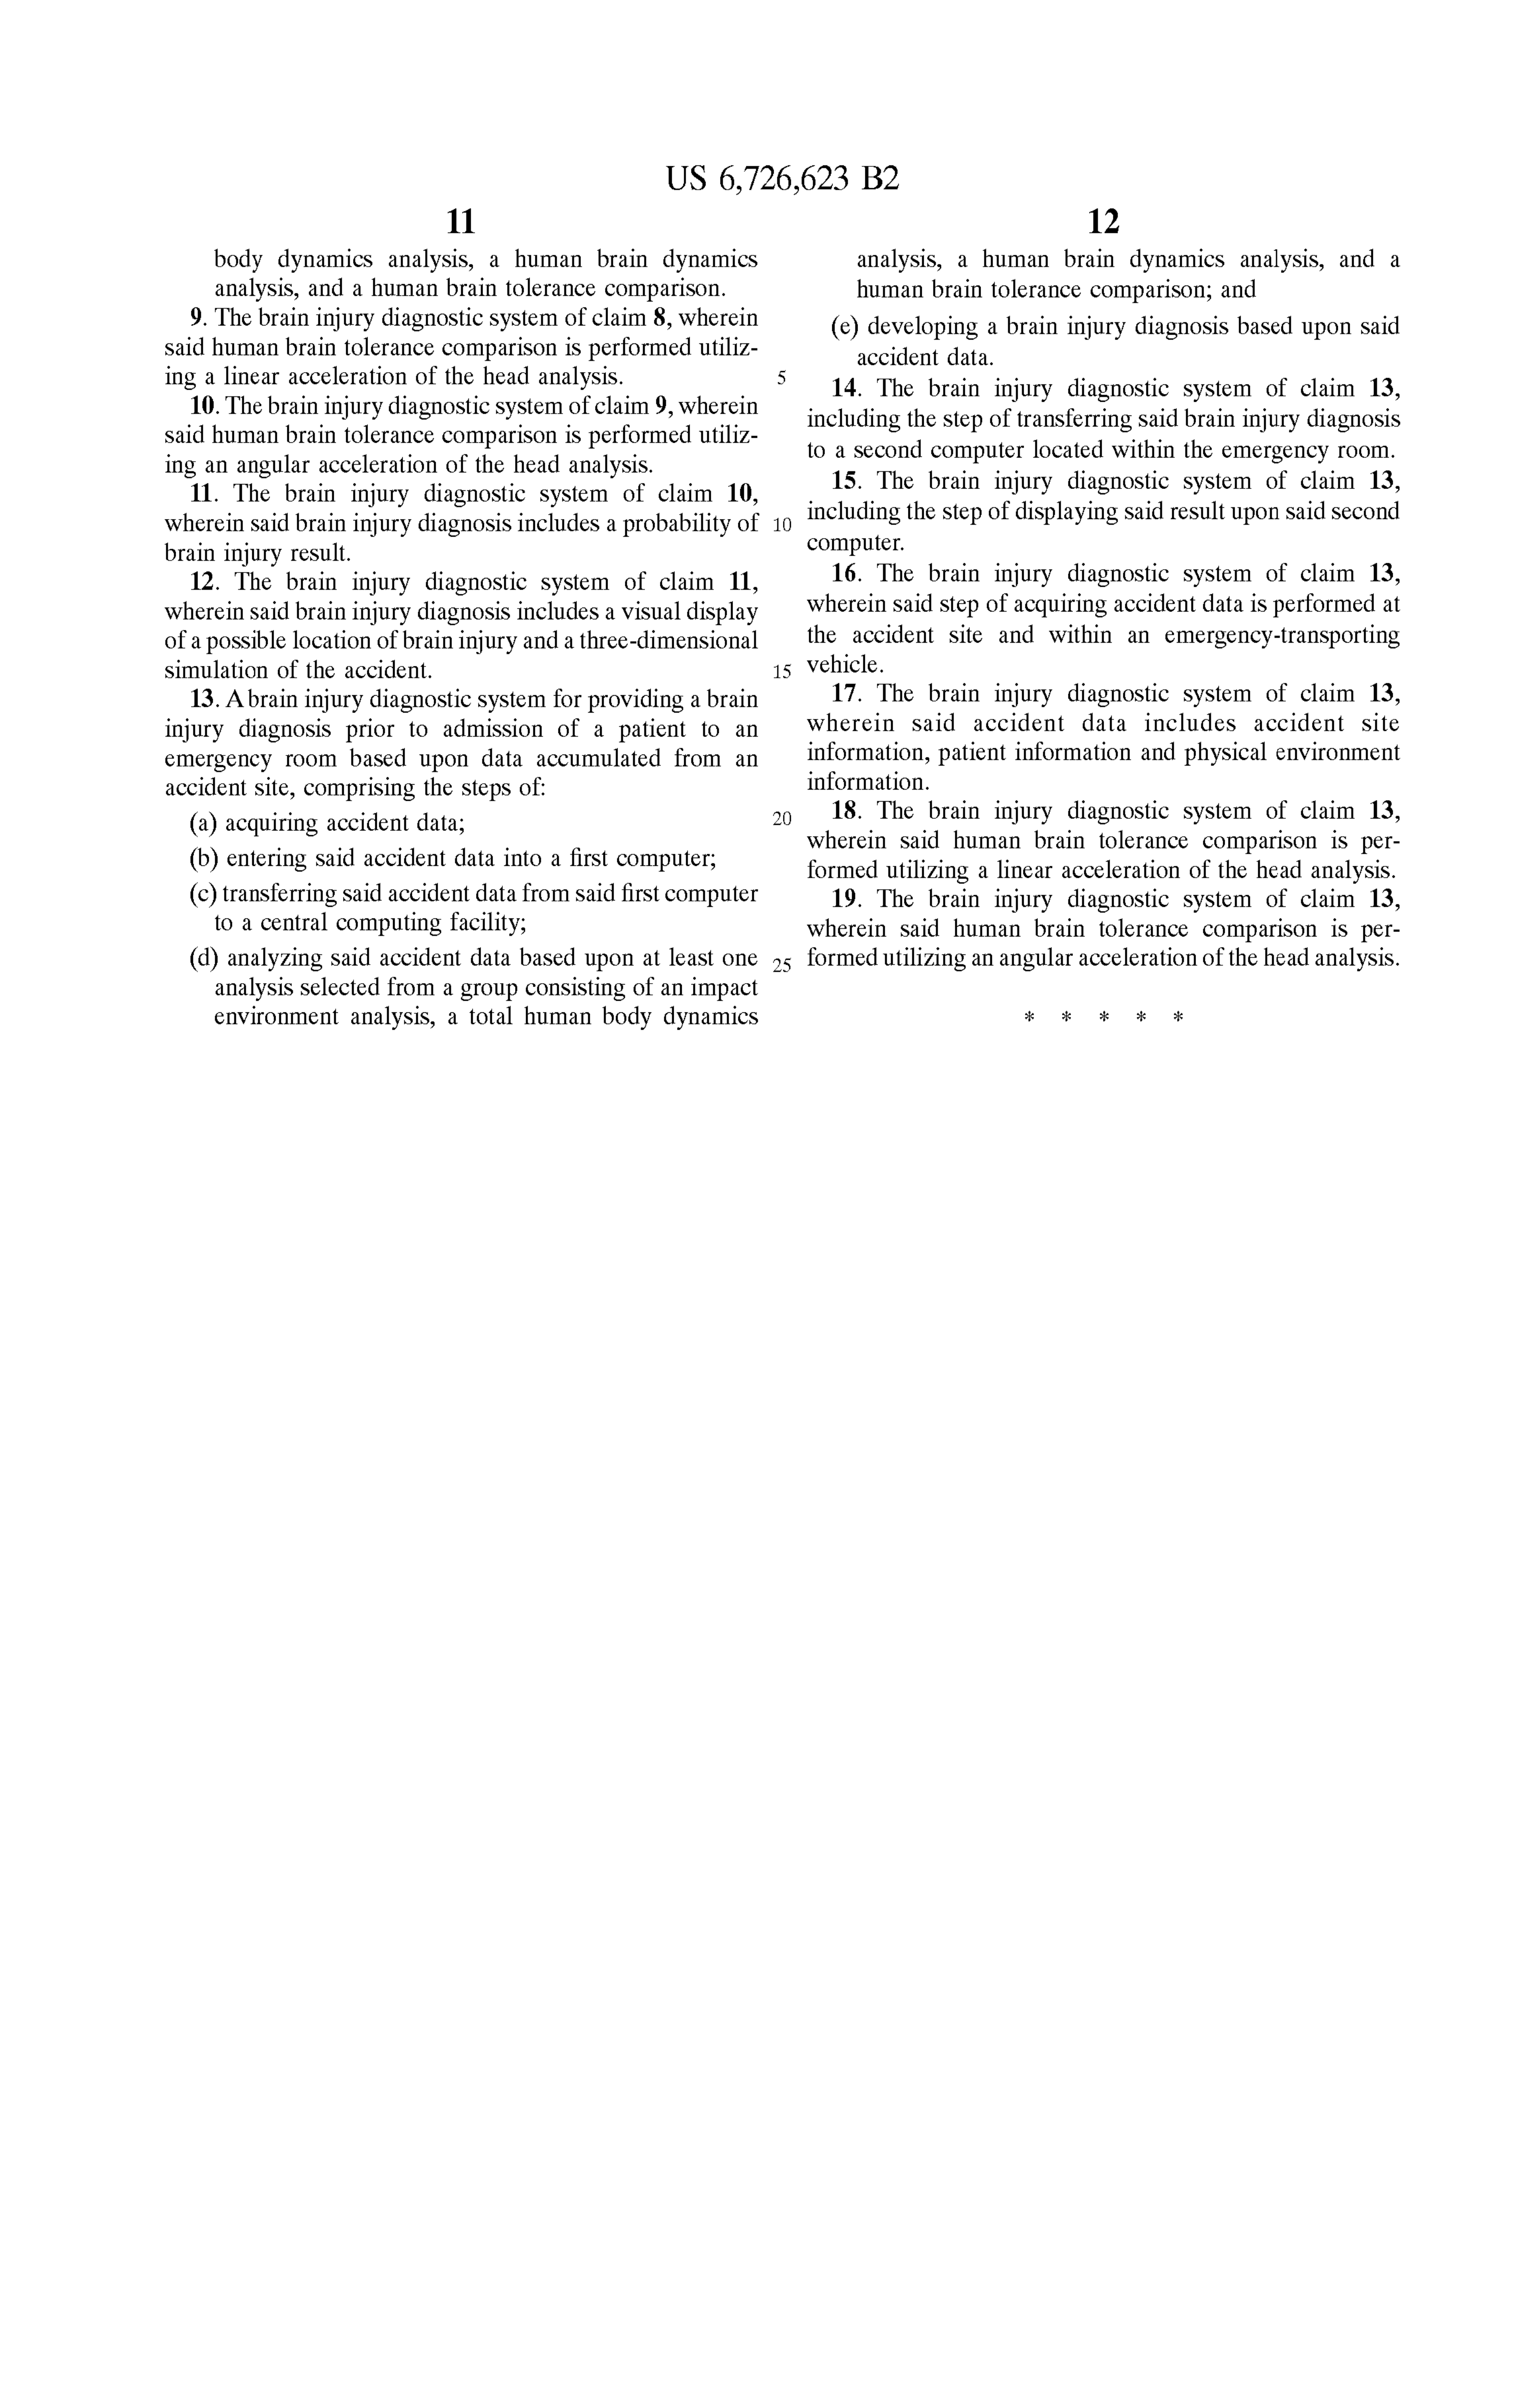 US 6,726,623 B2
11
body dynamics analysis, a human brain dynamics
analysis, and a human brain tolerance comparison.
9. The brain injury diagnostic system of claim 8, wherein
said human brain tolerance comparison is performed utiliz-
ing a linear acceleration of the head analysis.
10. The brain injury diagnostic system of claim 9, wherein
said human brain tolerance comparison is performed utiliz-
ing an angular acceleration of the head analysis.
11. The brain injury diagnostic system of claim 10,
wherein said brain injury diagnosis includes a probability of
brain injury result.
12. The brain injury diagnostic system of claim 11,
wherein said brain injury diagnosis includes a visual display
of a possible location of brain injury and a three-dimensional
simulation of the accident.
13. A brain injury diagnostic system for providing a brain
injury diagnosis prior to admission of a patient to an
emergency room based upon data accumulated from an
accident site, comprising the steps of:
(a) acquiring accident data;
(b) entering said accident data into a first computer;
(c) transferring said accident data from said first computer
to a central computing facility;
(d) analyzing said accident data based upon at least one
analysis selected from a group consisting of an impact
environment analysis, a total human body dynamics
5
10
15
20
25
12
analysis, a human brain dynamics analysis, and a
human brain tolerance comparison; and
(e) developing a brain injury diagnosis based upon said
accident data.
14. The brain injury diagnostic system of claim 13,
including the step of transferring said brain injury diagnosis
to a second computer located within the emergency room.
15. The brain injury diagnostic system of claim 13,
including the step of displaying said result upon said second
computer.
16. The brain injury diagnostic system of claim 13,
wherein said step of acquiring accident data is performed at
the accident site and within an emergency-transporting
vehicle.
17. The brain injury diagnostic system of claim 13,
wherein said accident data includes accident site
information, patient information and physical environment
information.
18. The brain injury diagnostic system of claim 13,
wherein said human brain tolerance comparison is per-
formed utilizing a linear acceleration of the head analysis.
19. The brain injury diagnostic system of claim 13,
wherein said human brain tolerance comparison is per-
formed utilizing an angular acceleration of the head analysis.
* * * * *